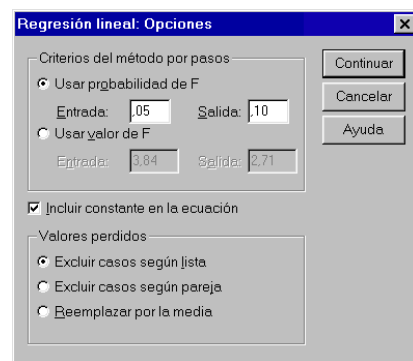 Regresión lineal: Opciones
Criterios del método por pasos
Usar probabilidad de F
Entrada: ,05 Salida: ,10
Usar valor de F
Entrada: 3,84 Salida: 2,71
Incluir constante en la ecuación
Valores perdidos
Excluir casos según lista
Excluir casos según pareja
Reemplazar por la media
Continuar
Cancelar
Ayuda